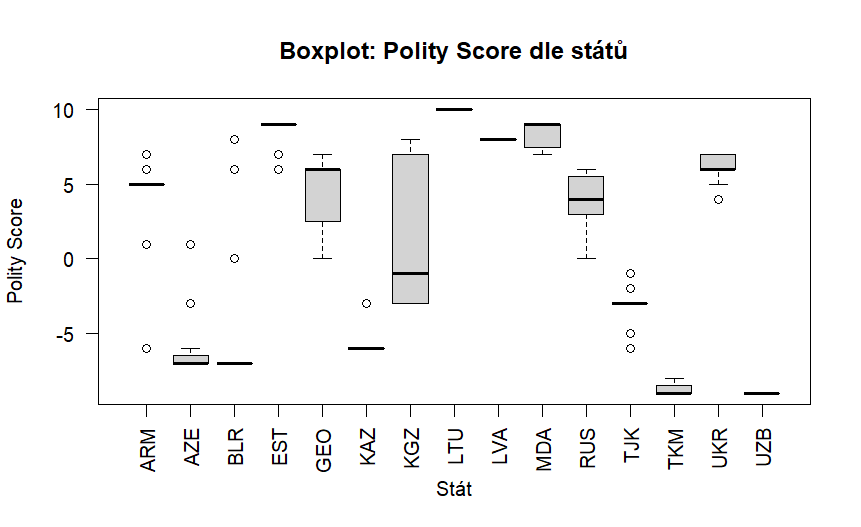 Boxplot: Polity Score dle států
Polity Score
10
5
0
-5
ARM
AZE
BLR
EST
GEO
KAZ
KGZ
LTU
LVA
MDA
RUS
TJK
TKM
UKR
UZB
Stát